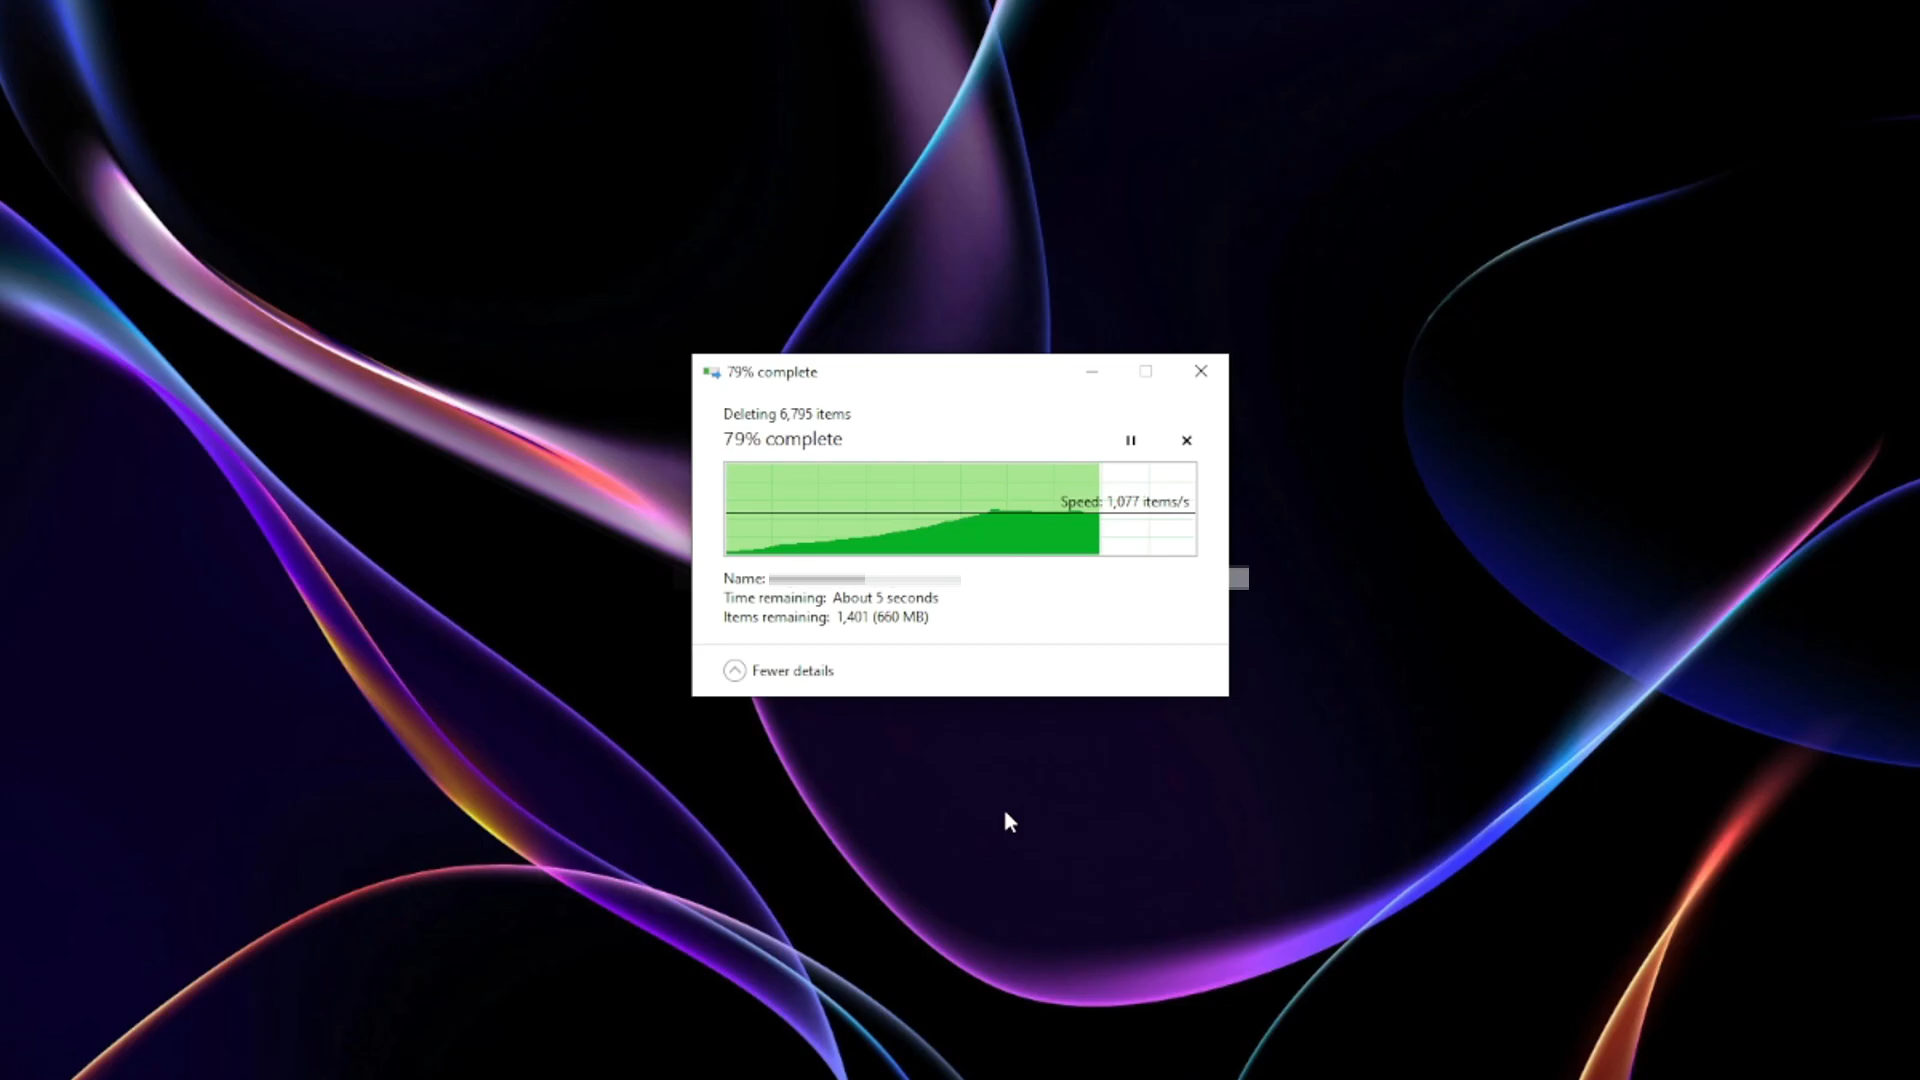 79% complete
Deleting 6,795 items
79% complete
Speed: 1,077 items/s
Name:
Time remaining: About 5 seconds
Items remaining: 1,401 (660 MB)
Fewer details